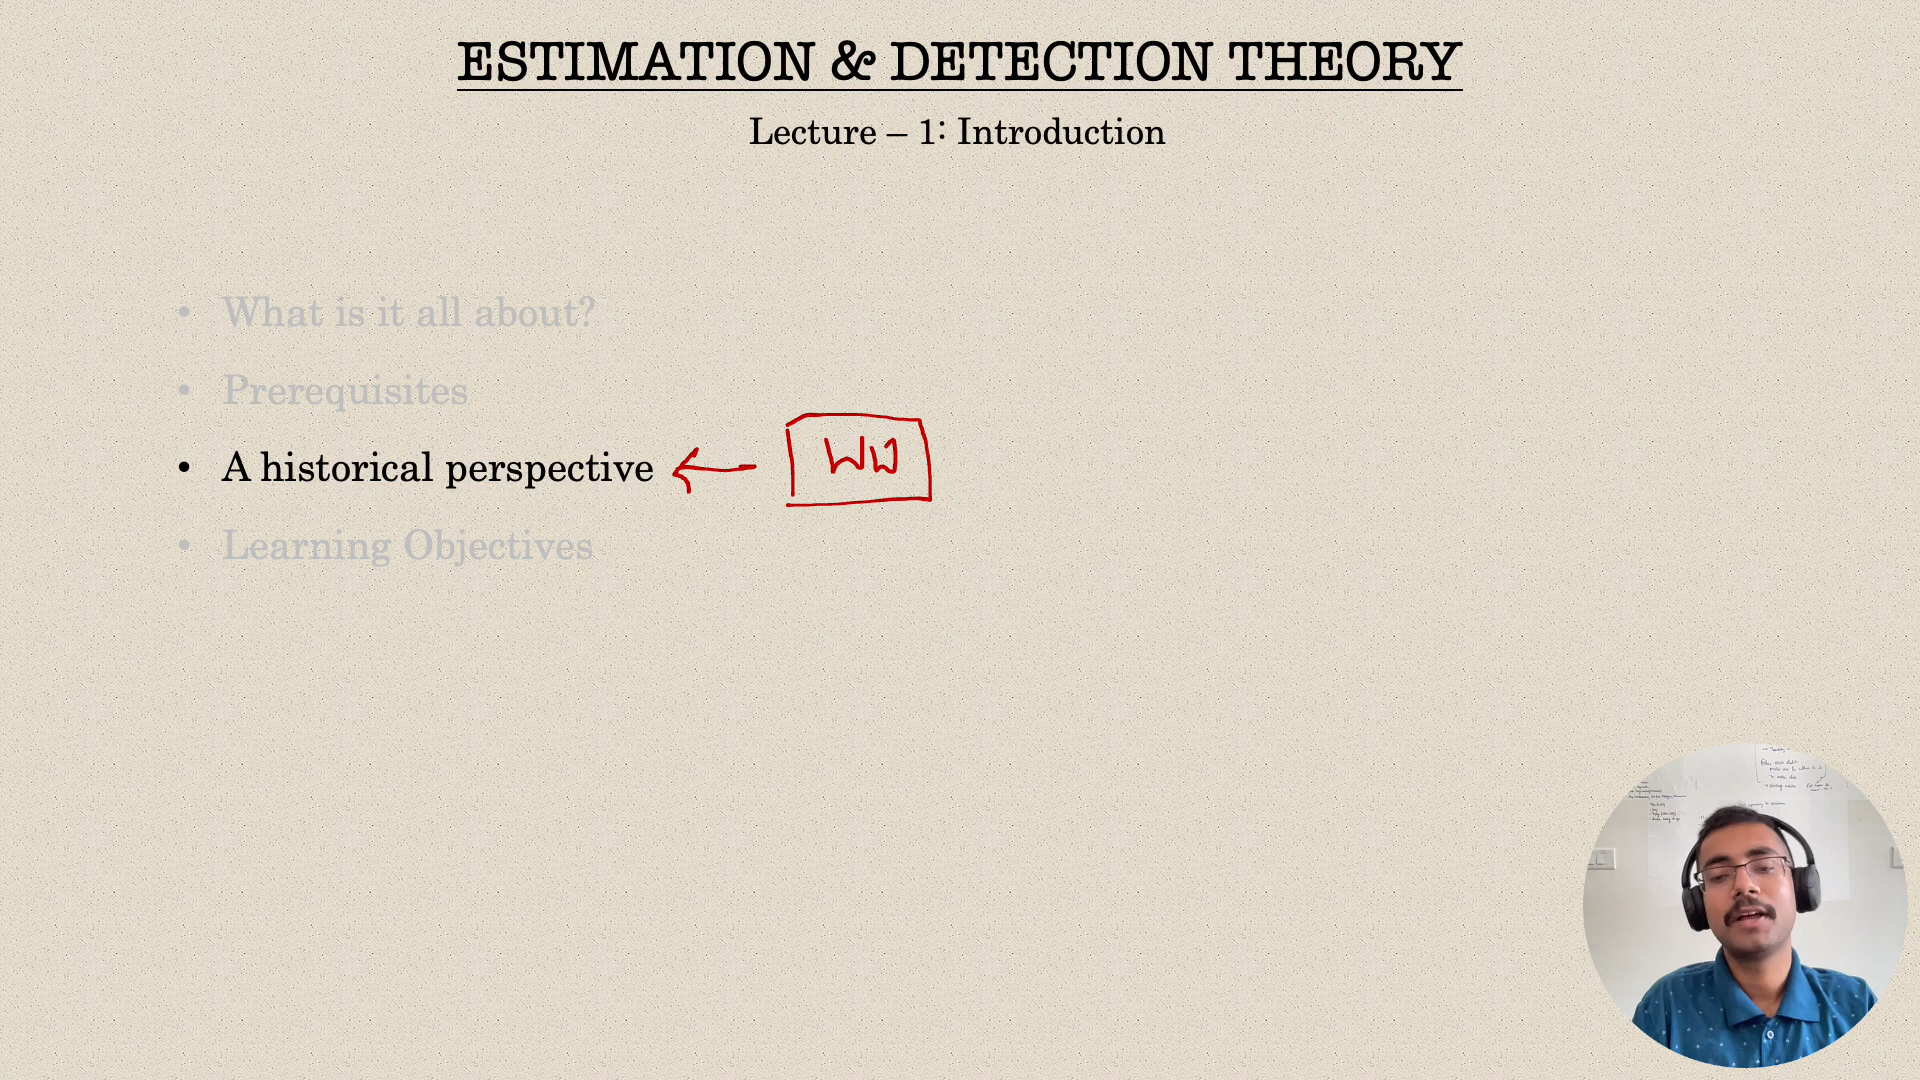 ESTIMATION & DETECTION THEORY
Lecture – 1: Introduction
• What is it all about?
• Prerequisites
• A historical perspective
WW
• Learning Objectives